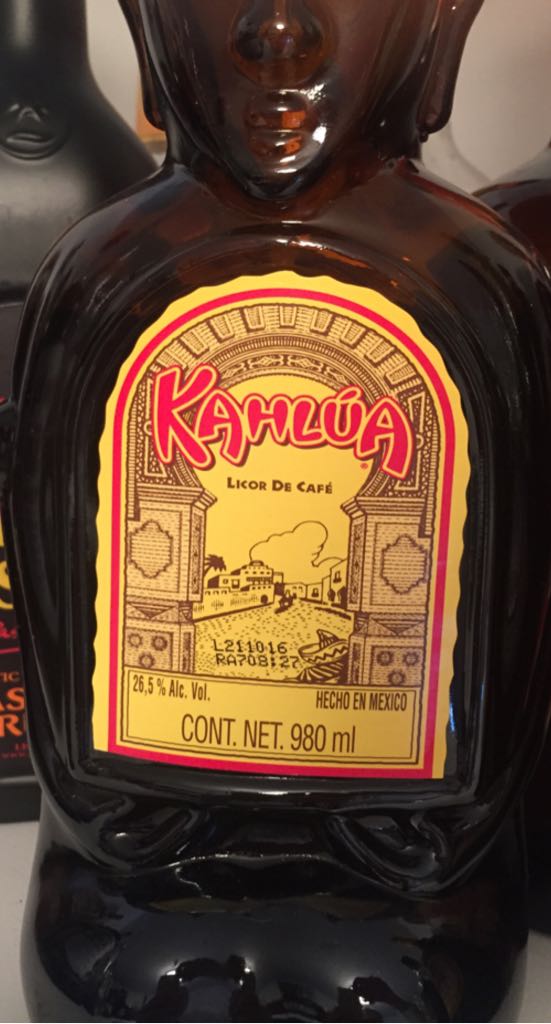 KAHLÚA
®
LICOR DE CAFÉ
L211016
RA708:27
26,5 % Alc. Vol.
HECHO EN MEXICO
CONT. NET. 980 ml